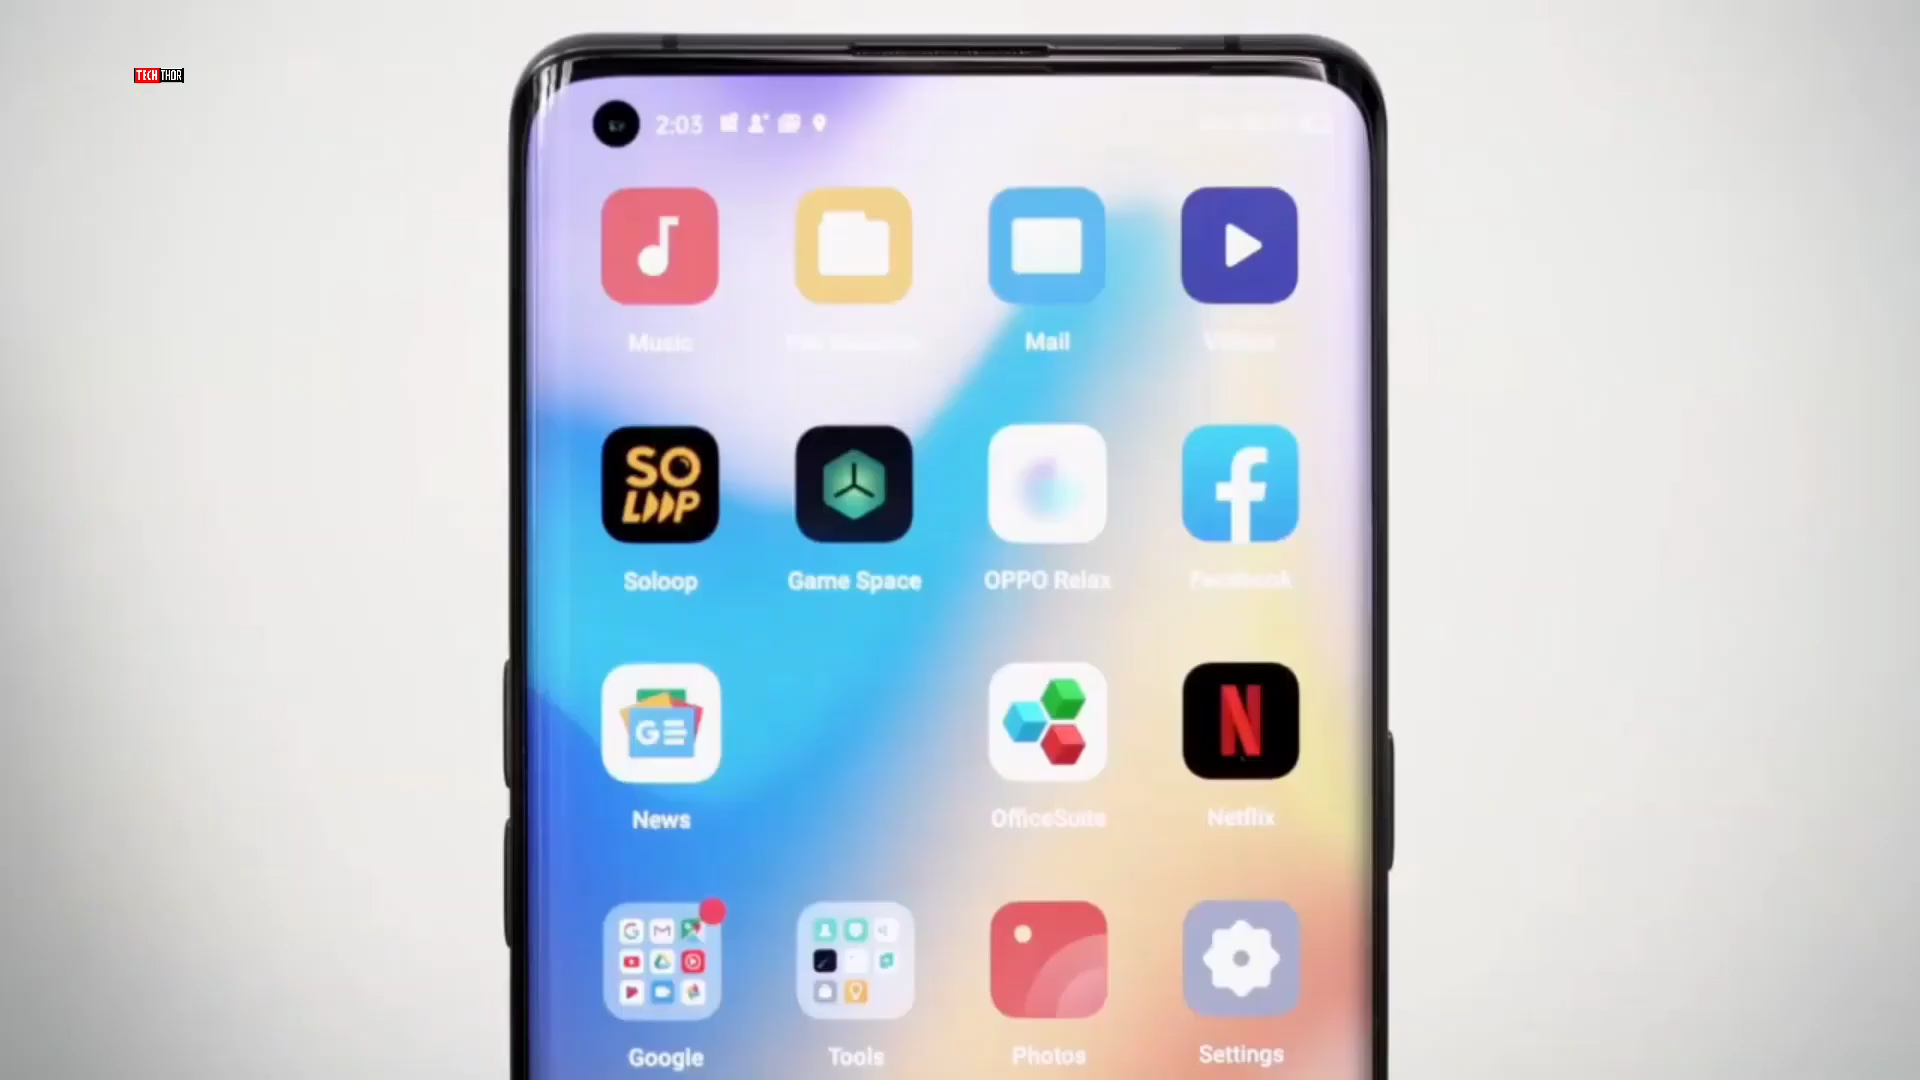 TECH THOR
2:03
Music
Mail
SO
LOOP
Soloop
Game Space
OPPO Relax
Facebook
G
News
OfficeSuite
N
Netflix
Google
Tools
Photos
Settings